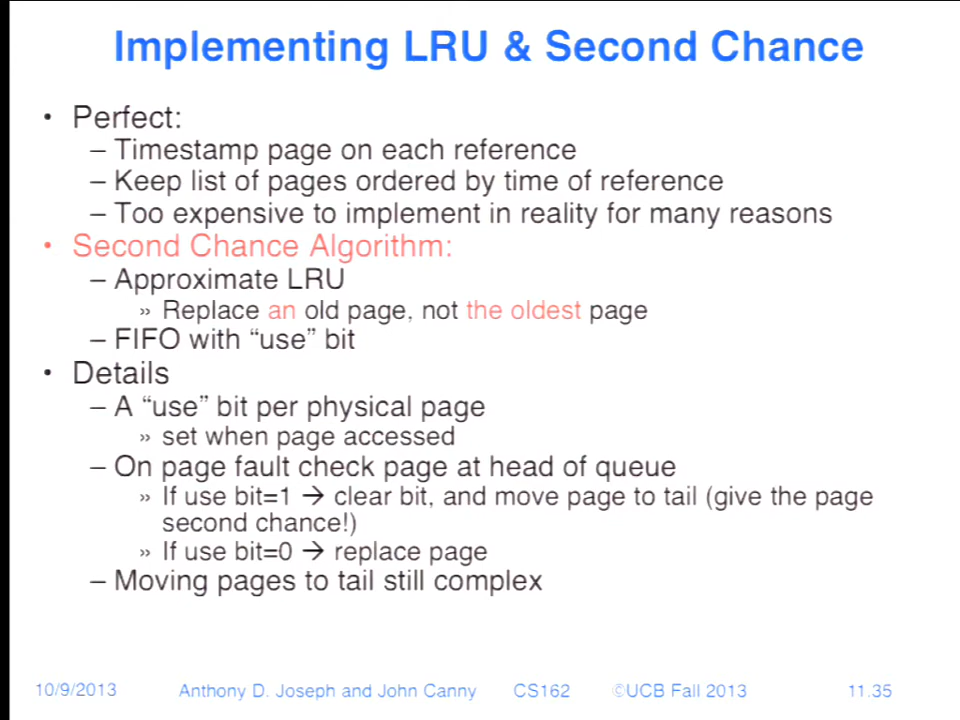 Implementing LRU & Second Chance
• Perfect:
– Timestamp page on each reference
– Keep list of pages ordered by time of reference
– Too expensive to implement in reality for many reasons
• Second Chance Algorithm:
– Approximate LRU
» Replace an old page, not the oldest page
– FIFO with “use” bit
• Details
– A “use” bit per physical page
» set when page accessed
– On page fault check page at head of queue
» If use bit=1 → clear bit, and move page to tail (give the page
second chance!)
» If use bit=0 → replace page
– Moving pages to tail still complex
10/9/2013 Anthony D. Joseph and John Canny CS162 ©UCB Fall 2013 11.35